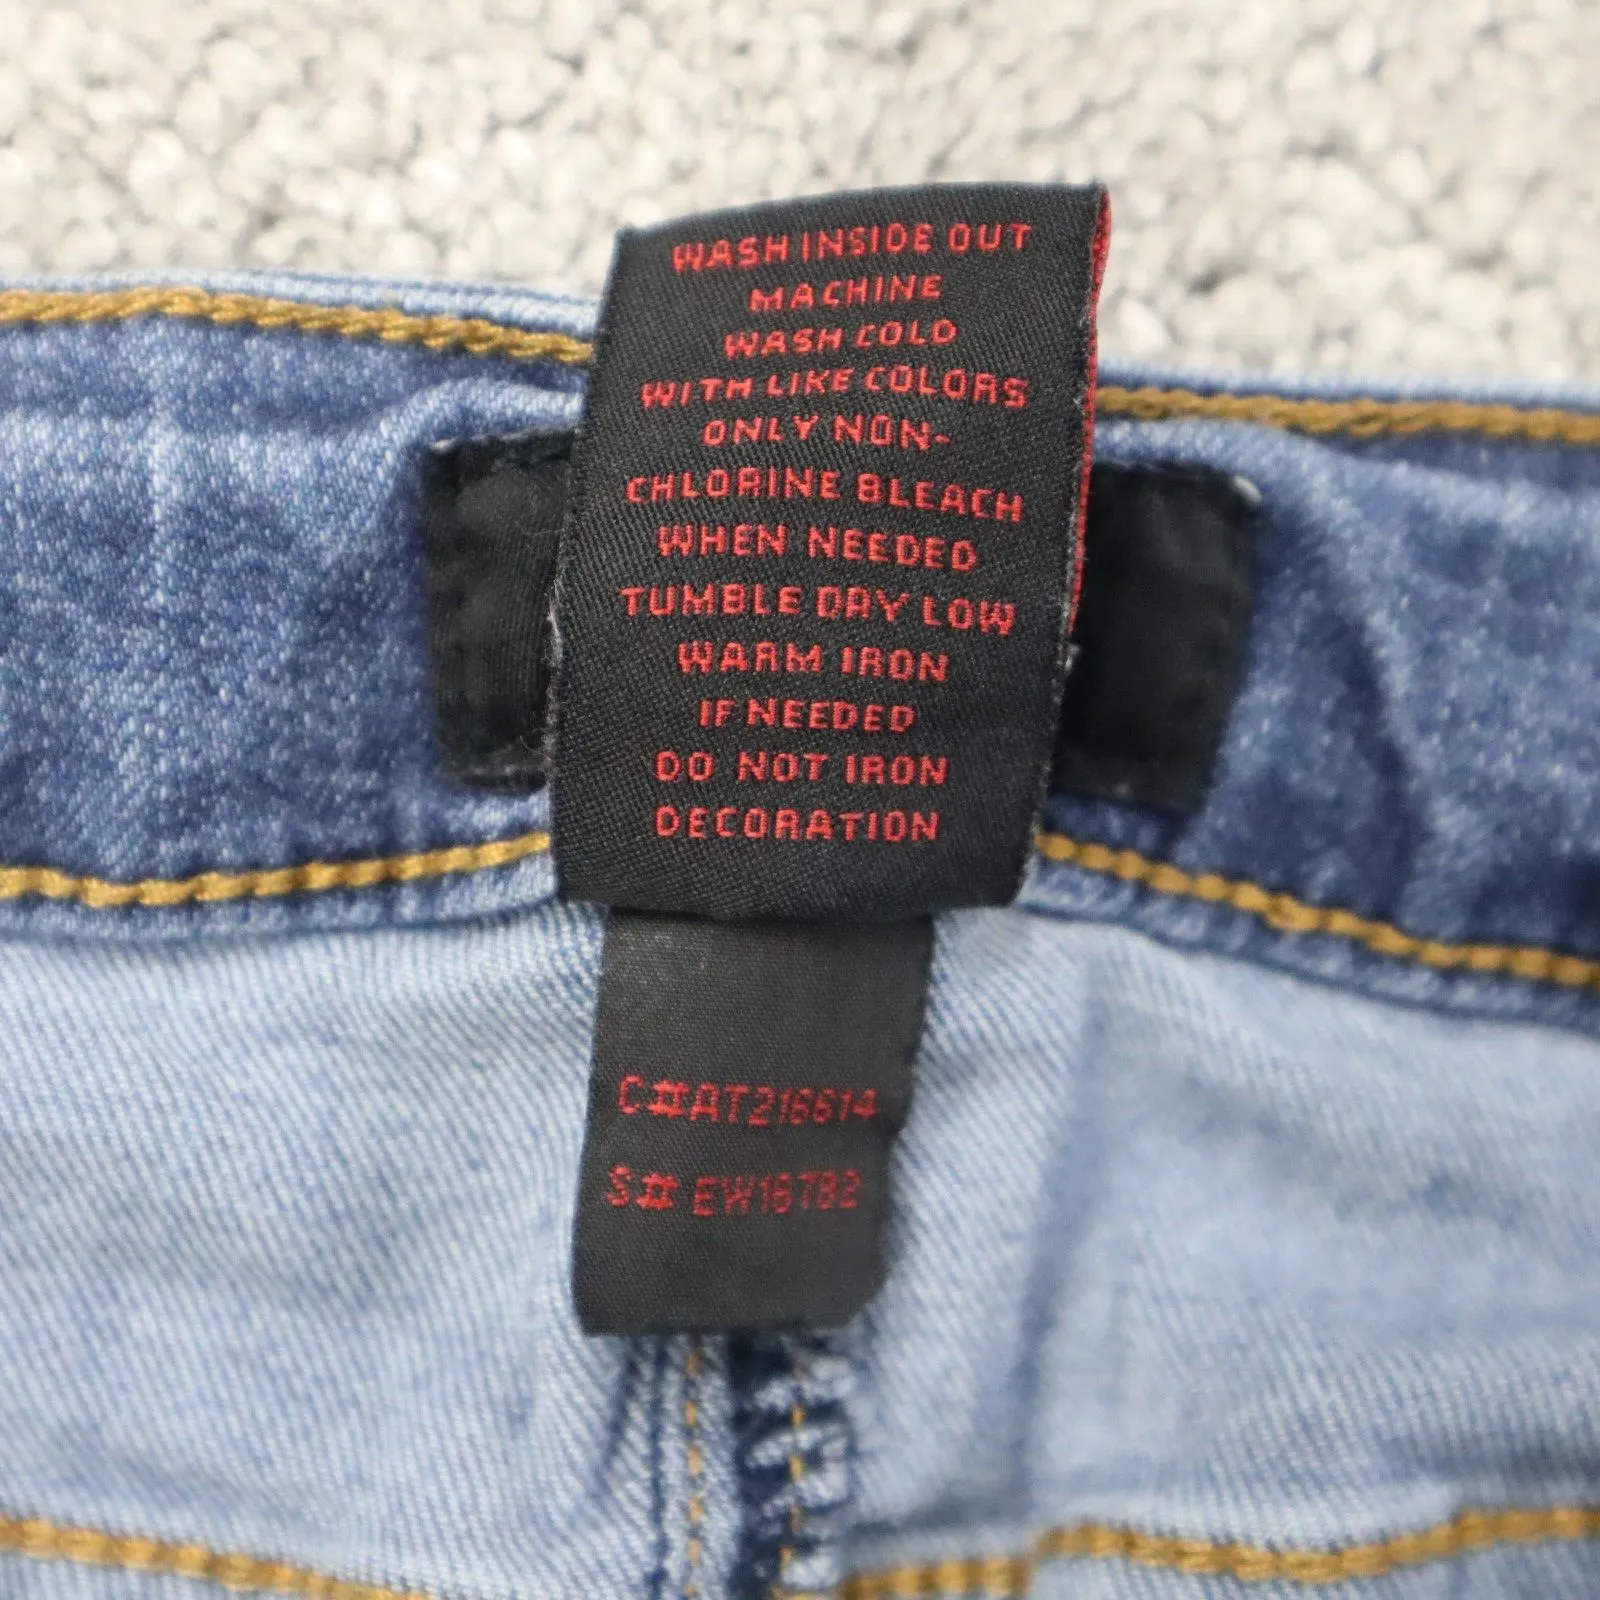 WASH INSIDE OUT
MACHINE
WASH COLD
WITH LIKE COLORS
ONLY NON-
CHLORINE BLEACH
WHEN NEEDED
TUMBLE DRY LOW
WARM IRON
IF NEEDED
DO NOT IRON
DECORATION
C#AT216614
S# EW16782